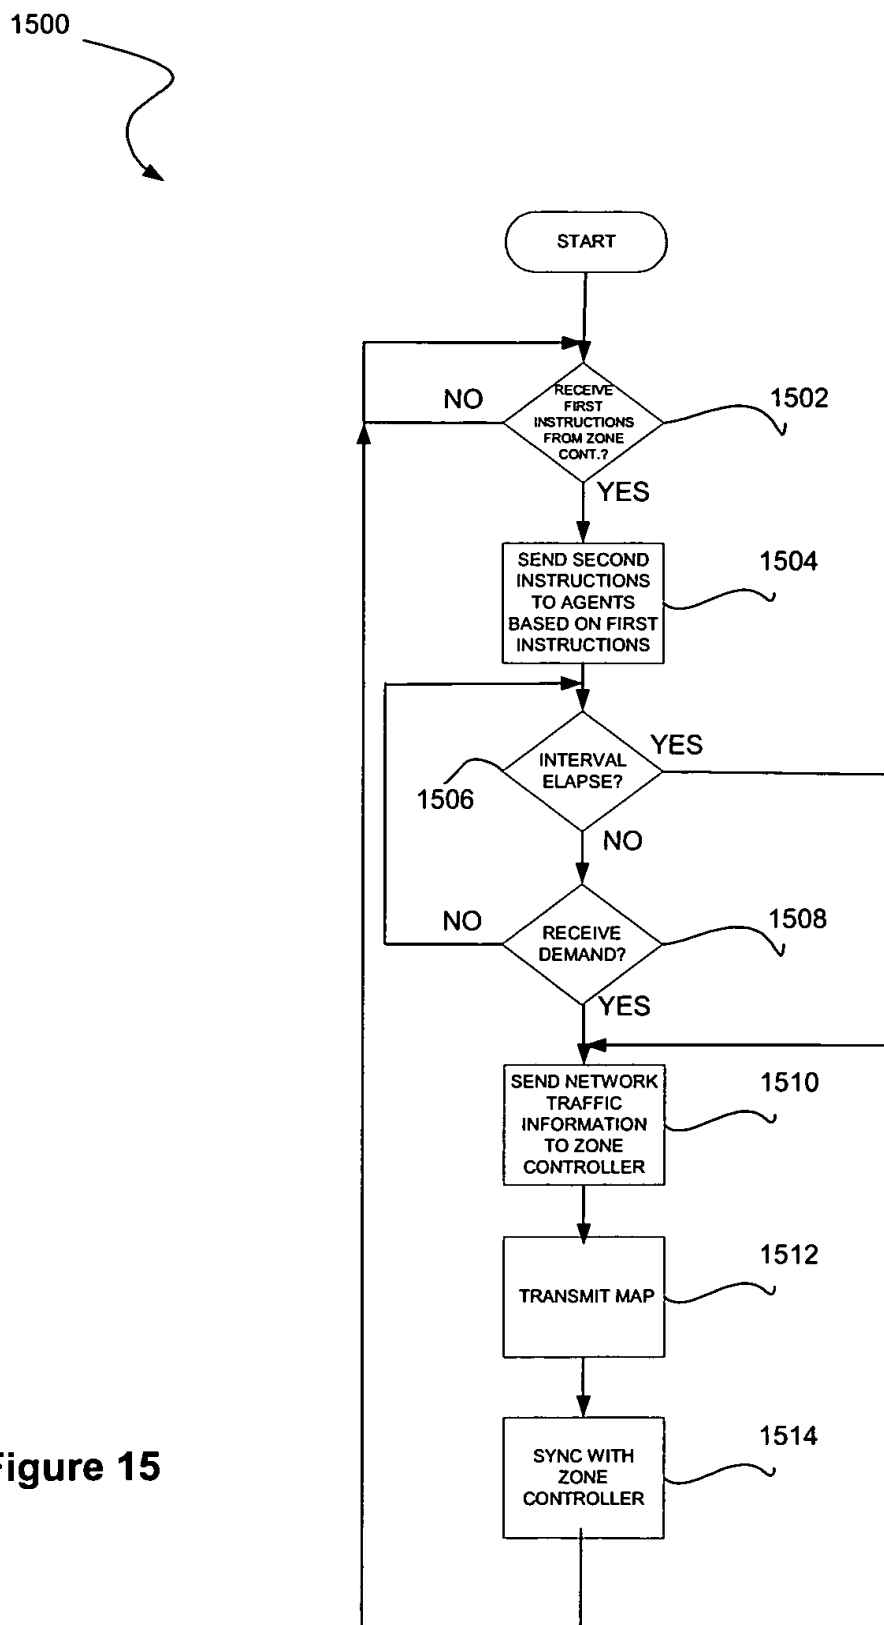 1500
START
RECEIVE
FIRST
INSTRUCTIONS
FROM ZONE
CONT.?
NO
1502
YES
SEND SECOND
INSTRUCTIONS
TO AGENTS
BASED ON FIRST
INSTRUCTIONS
1504
INTERVAL
ELAPSE?
YES
1506
NO
RECEIVE
DEMAND?
NO
1508
YES
SEND NETWORK
TRAFFIC
INFORMATION
TO ZONE
CONTROLLER
1510
TRANSMIT MAP
1512
SYNC WITH
ZONE
CONTROLLER
1514
Figure 15